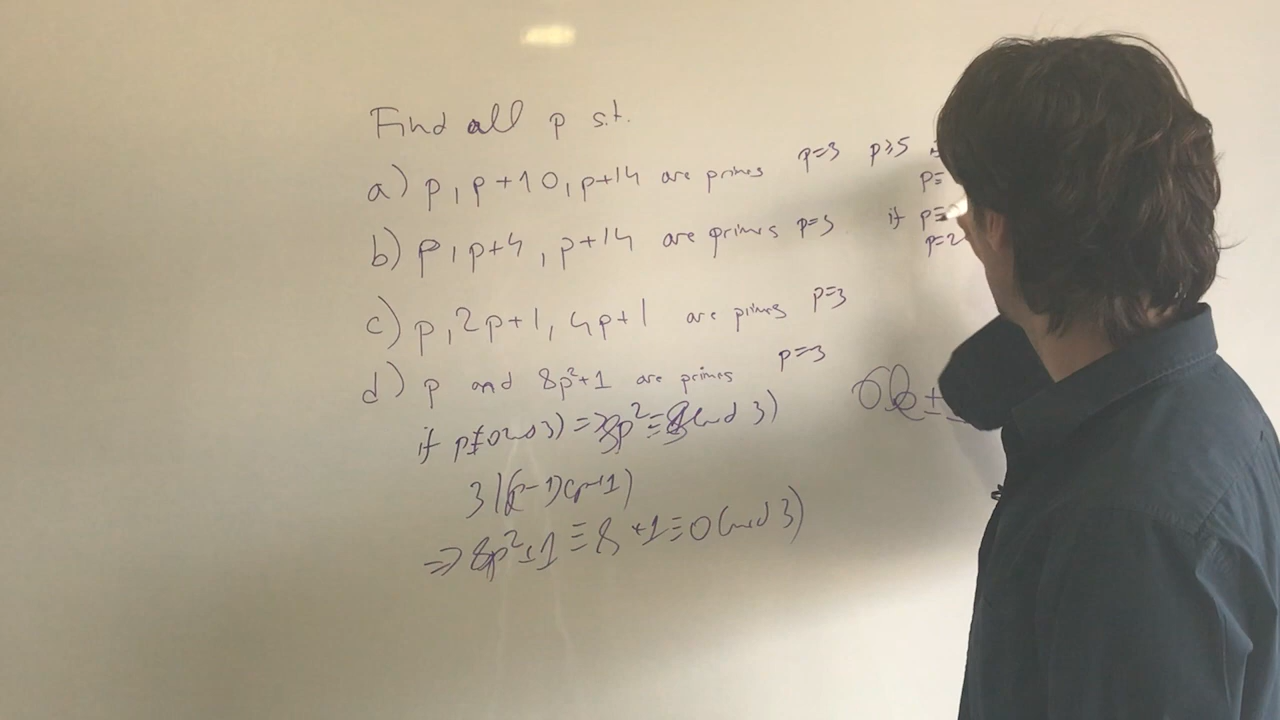 Find all p s.t.
a) p, p+10, p+14 are primes p=3 p≥5
p=
b) p, p+4, p+14 are primes p=3 if p=
p=2
c) p, 2p+1, 4p+1 are primes p=3
d) p and 8p²+1 are primes p=3
if p≢0 mod 3) => 8p²≡8(mod 3)
3|(p-1)(p+1)
=> 8p²+1≡8+1≡0(mod 3)